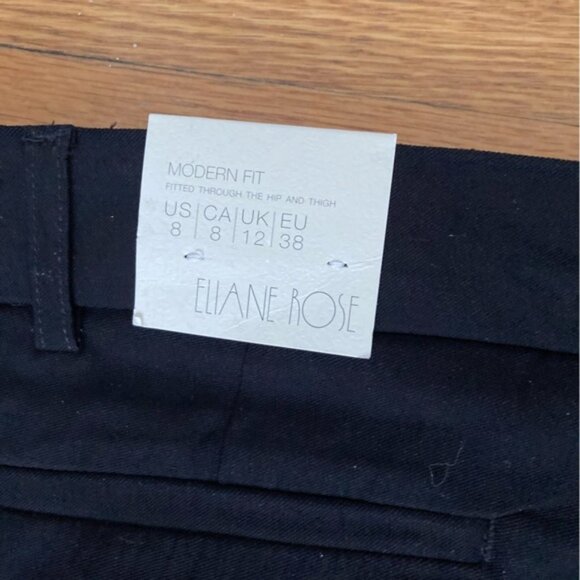 MODERN FIT
FITTED THROUGH THE HIP AND THIGH
US|CA|UK|EU
8|8|12|38
ELIANE ROSE